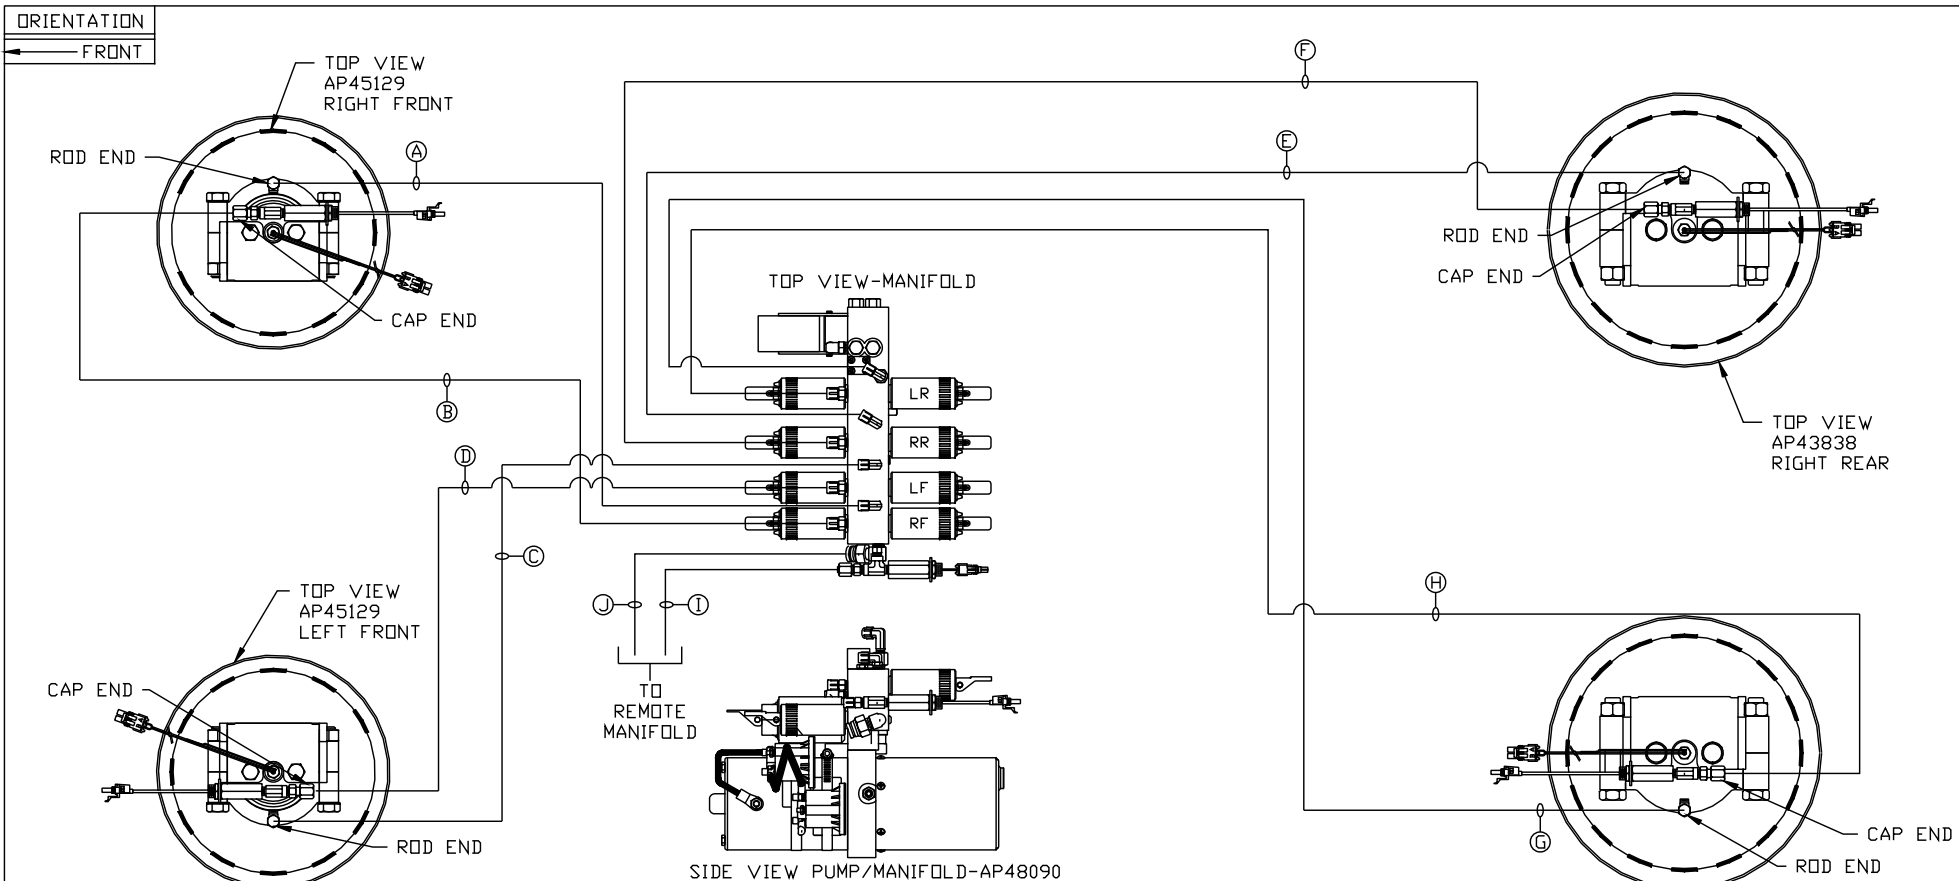 ORIENTATION
FRONT
TOP VIEW
AP45129
RIGHT FRONT
ROD END
A
CAP END
B
F
E
ROD END
CAP END
TOP VIEW
AP43838
RIGHT REAR
TOP VIEW-MANIFOLD
LR
RR
LF
RF
D
C
J
I
TO
REMOTE
MANIFOLD
TOP VIEW
AP45129
LEFT FRONT
CAP END
ROD END
H
G
CAP END
ROD END
SIDE VIEW PUMP/MANIFOLD-AP48090